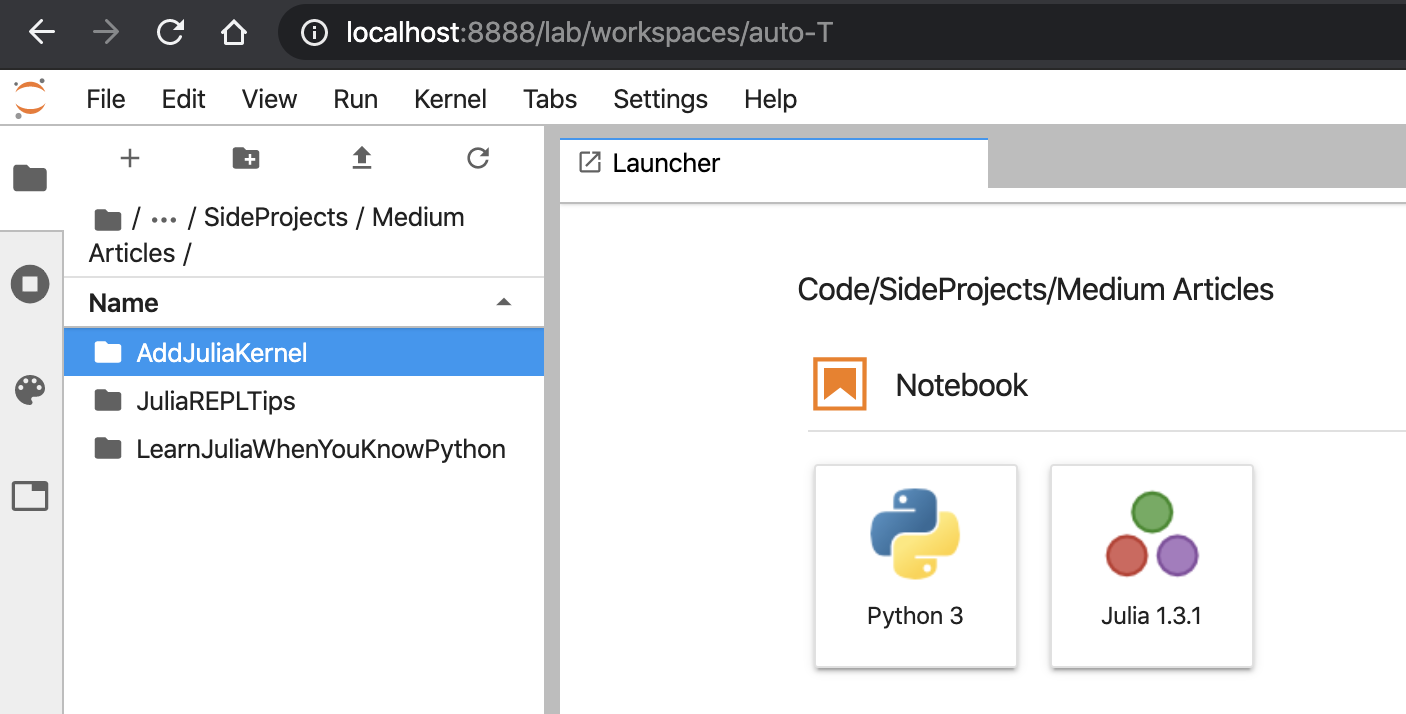 localhost:8888/lab/workspaces/auto-T
File Edit View Run Kernel Tabs Settings Help
/ ··· / SideProjects / Medium
Articles /
Name
AddJuliaKernel
JuliaREPLTips
LearnJuliaWhenYouKnowPython
Launcher
Code/SideProjects/Medium Articles
Notebook
Python 3
Julia 1.3.1